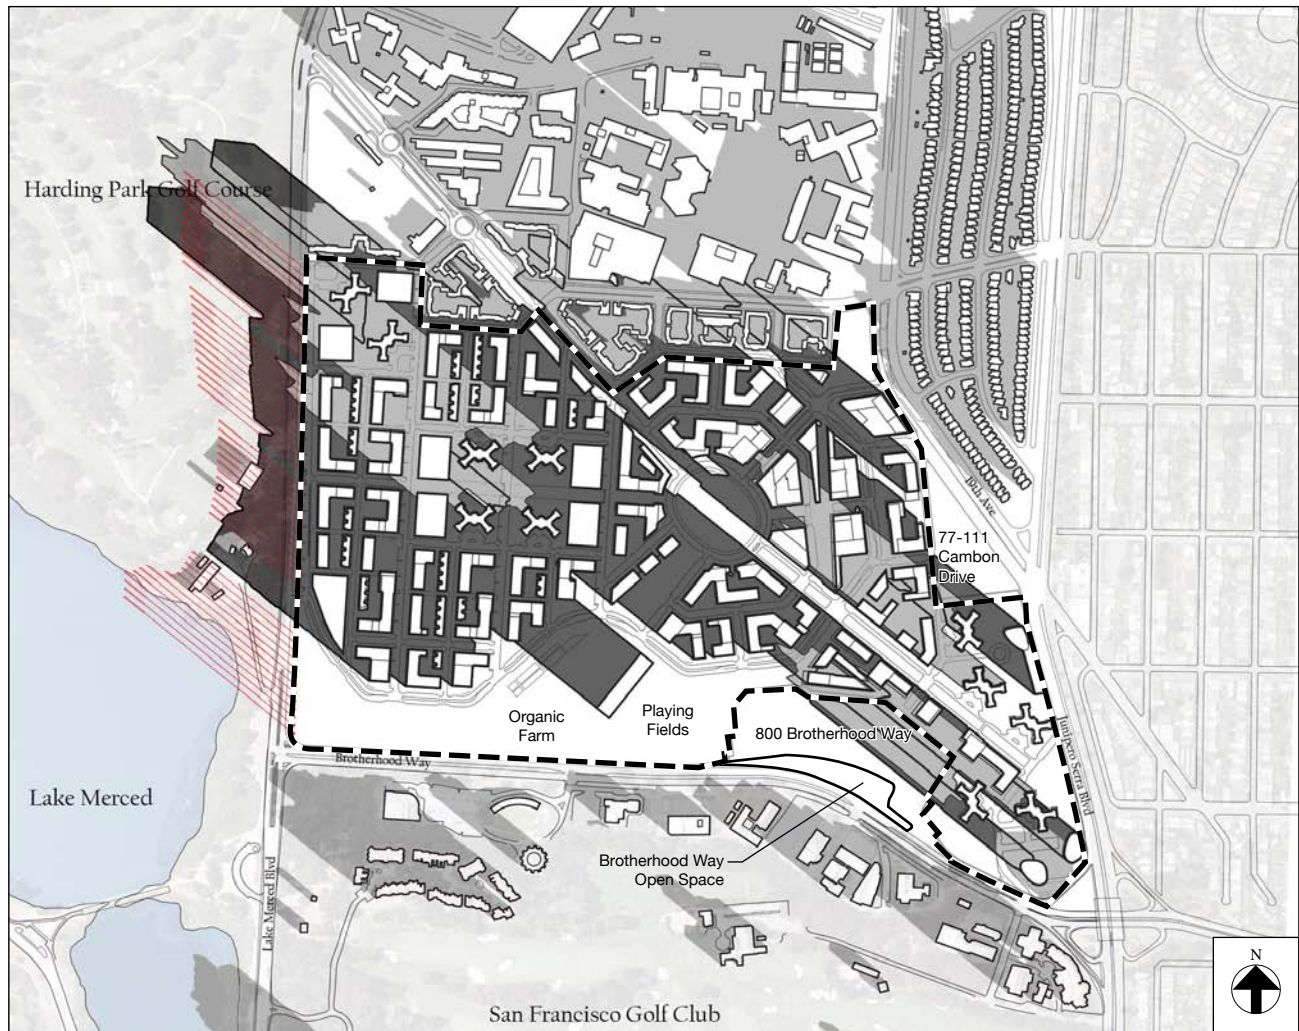 Harding Park Golf Course
19th Ave.
77-111
Cambon
Drive
Organic
Farm
Playing
Fields
800 Brotherhood Way
Junipero Serra Blvd
Brotherhood Way
Lake Merced
Brotherhood Way
Open Space
Lake Merced Blvd
N
San Francisco Golf Club